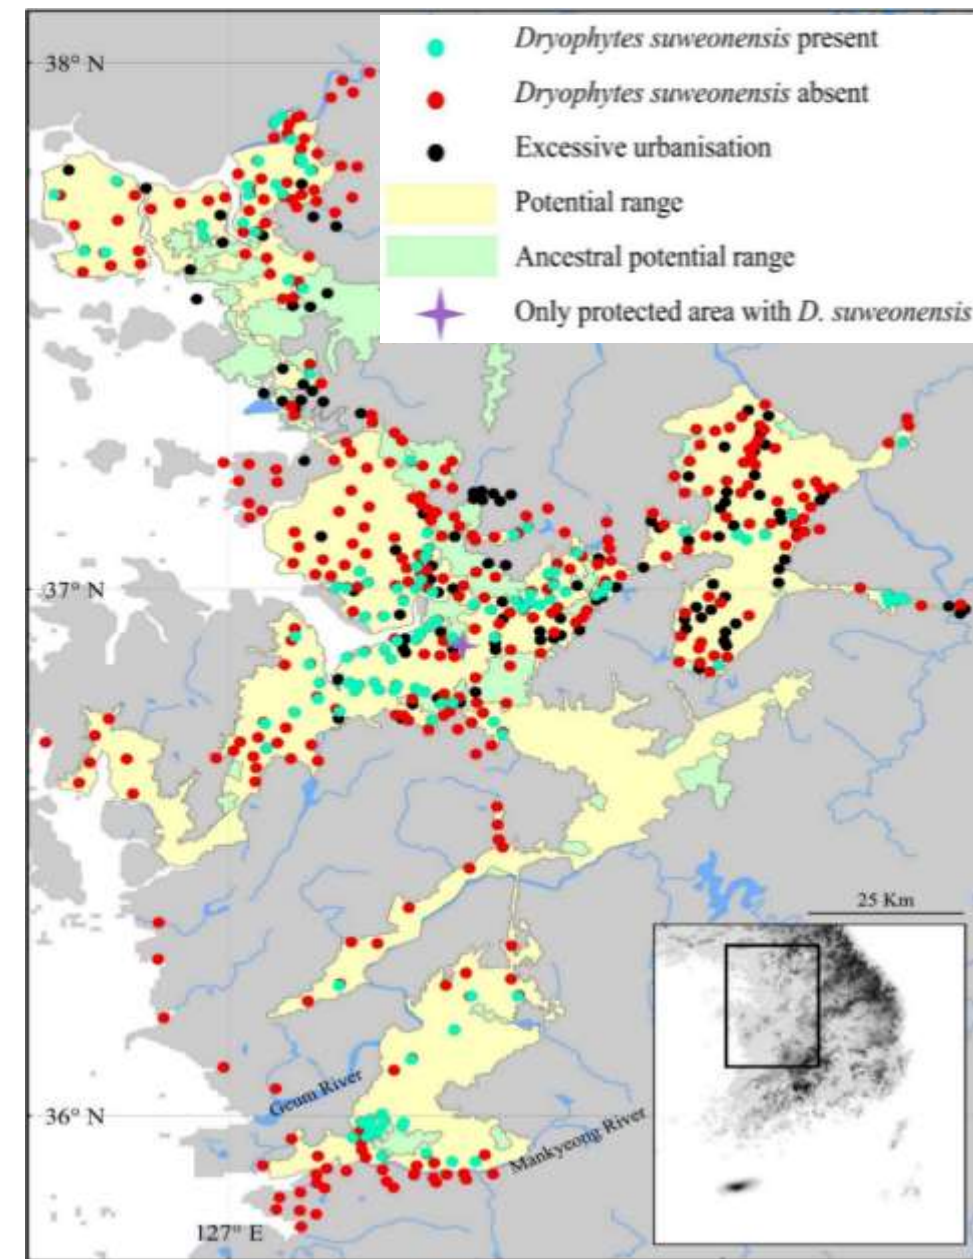 38° N
Dryophytes suweonensis present
Dryophytes suweonensis absent
Excessive urbanisation
Potential range
Ancestral potential range
Only protected area with D. suweonensis
37° N
25 Km
Geum River
36° N
Mankyeong River
127° E